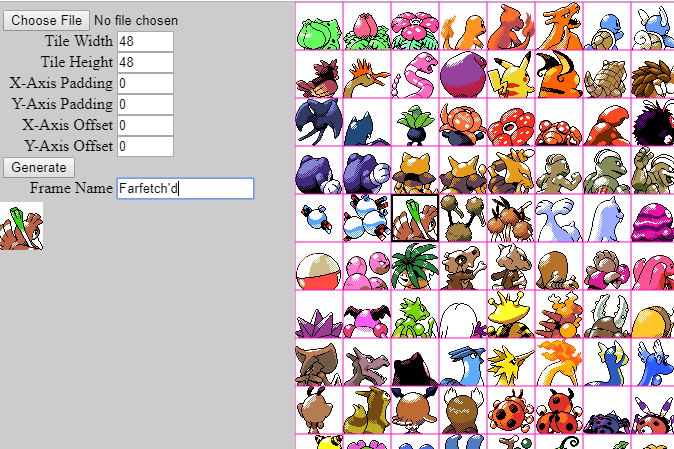 Choose File No file chosen
Tile Width 48
Tile Height 48
X-Axis Padding 0
Y-Axis Padding 0
X-Axis Offset 0
Y-Axis Offset 0
Generate
Frame Name Farfetch'd